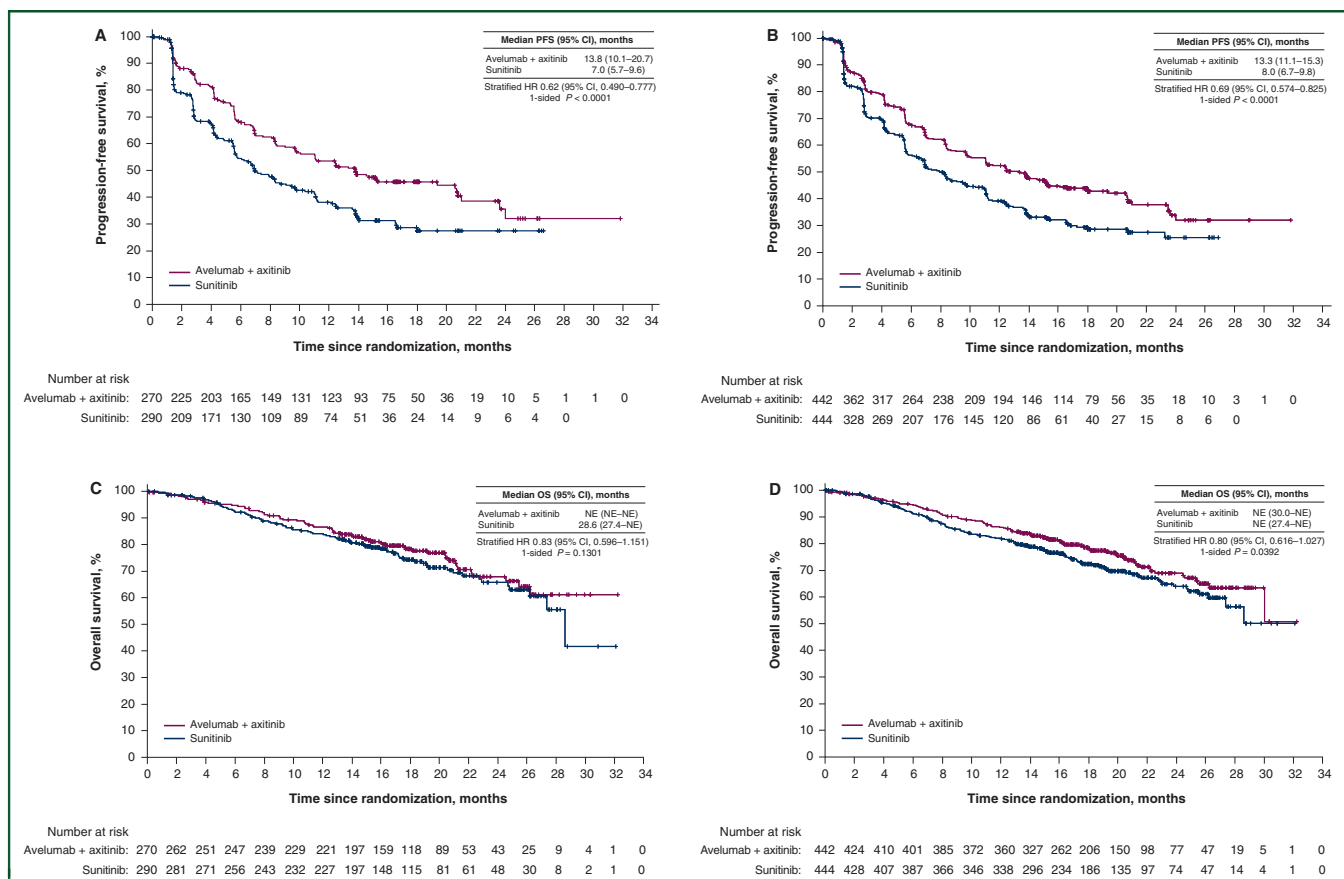 A
Median PFS (95% CI), months
Avelumab + axitinib 13.8 (10.1–20.7)
Sunitinib 7.0 (5.7–9.6)
Stratified HR 0.62 (95% CI, 0.490–0.777)
1-sided P < 0.0001
Progression-free survival, %
100
90
80
70
60
50
40
30
20
10
0
Avelumab + axitinib
Sunitinib
0 2 4 6 8 10 12 14 16 18 20 22 24 26 28 30 32 34
Time since randomization, months
Number at risk
Avelumab + axitinib: 270 225 203 165 149 131 123 93 75 50 36 19 10 5 1 1 0
Sunitinib: 290 209 171 130 109 89 74 51 36 24 14 9 6 4 0
B
Median PFS (95% CI), months
Avelumab + axitinib 13.3 (11.1–15.3)
Sunitinib 8.0 (6.7–9.8)
Stratified HR 0.69 (95% CI, 0.574–0.825)
1-sided P < 0.0001
Progression-free survival, %
100
90
80
70
60
50
40
30
20
10
0
Avelumab + axitinib
Sunitinib
0 2 4 6 8 10 12 14 16 18 20 22 24 26 28 30 32 34
Time since randomization, months
Number at risk
Avelumab + axitinib: 442 362 317 264 238 209 194 146 114 79 56 35 18 10 3 1 0
Sunitinib: 444 328 269 207 176 145 120 86 61 40 27 15 8 6 0
C
Median OS (95% CI), months
Avelumab + axitinib NE (NE–NE)
Sunitinib 28.6 (27.4–NE)
Stratified HR 0.83 (95% CI, 0.596–1.151)
1-sided P = 0.1301
Overall survival, %
100
90
80
70
60
50
40
30
20
10
0
Avelumab + axitinib
Sunitinib
0 2 4 6 8 10 12 14 16 18 20 22 24 26 28 30 32 34
Time since randomization, months
Number at risk
Avelumab + axitinib: 270 262 251 247 239 229 221 197 159 118 89 53 43 25 9 4 1 0
Sunitinib: 290 281 271 256 243 232 227 197 148 115 81 61 48 30 8 2 1 0
D
Median OS (95% CI), months
Avelumab + axitinib NE (30.0–NE)
Sunitinib NE (27.4–NE)
Stratified HR 0.80 (95% CI, 0.616–1.027)
1-sided P = 0.0392
Overall survival, %
100
90
80
70
60
50
40
30
20
10
0
Avelumab + axitinib
Sunitinib
0 2 4 6 8 10 12 14 16 18 20 22 24 26 28 30 32 34
Time since randomization, months
Number at risk
Avelumab + axitinib: 442 424 410 401 385 372 360 327 262 206 150 98 77 47 19 5 1 0
Sunitinib: 444 428 407 387 366 346 338 296 234 186 135 97 74 47 14 4 1 0